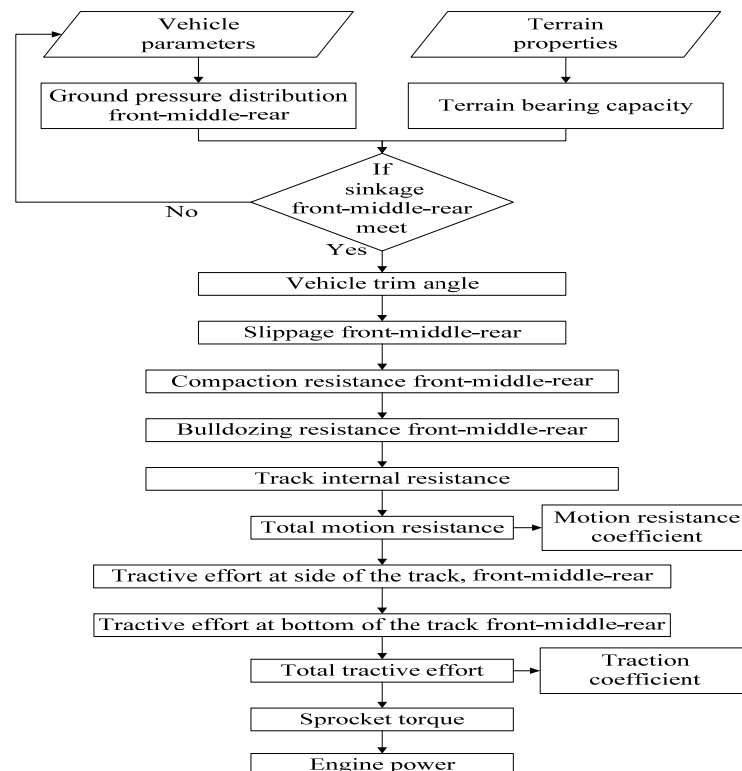 Vehicle
parameters
Terrain
properties
Ground pressure distribution
front-middle-rear
Terrain bearing capacity
If
sinkage
front-middle-rear
meet
No
Yes
Vehicle trim angle
Slippage front-middle-rear
Compaction resistance front-middle-rear
Bulldozing resistance front-middle-rear
Track internal resistance
Total motion resistance
Motion resistance
coefficient
Tractive effort at side of the track, front-middle-rear
Tractive effort at bottom of the track front-middle-rear
Total tractive effort
Traction
coefficient
Sprocket torque
Engine power